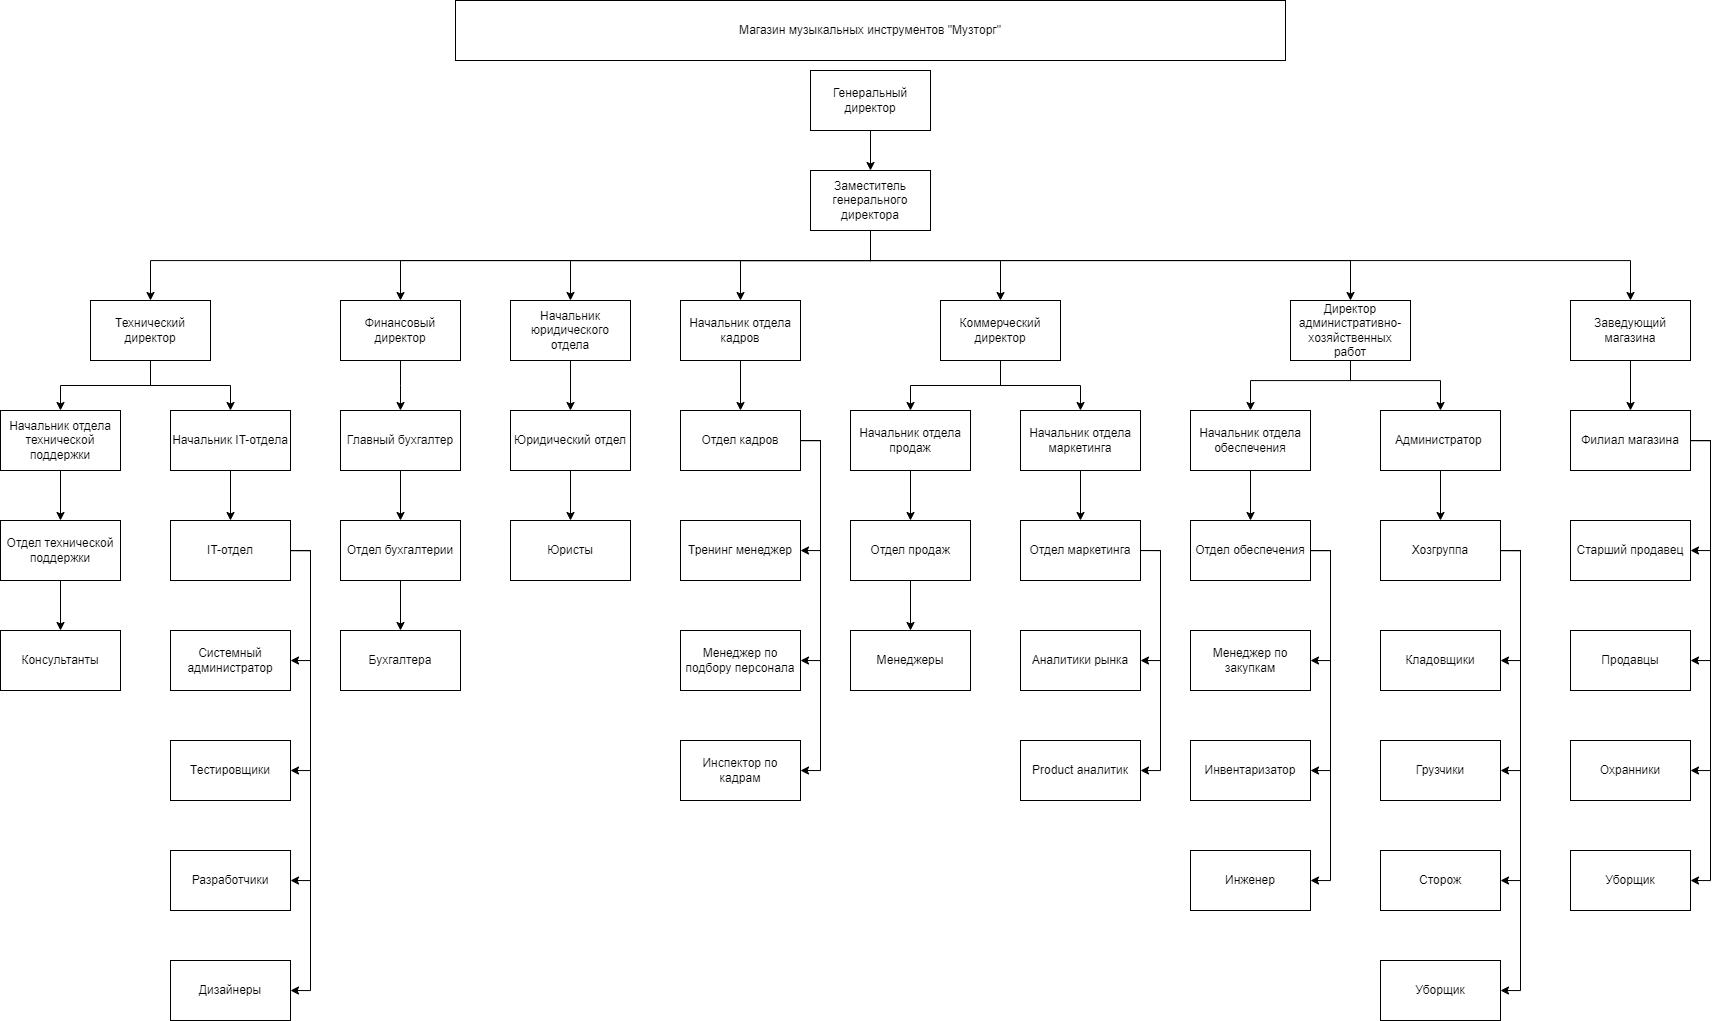 Магазин музыкальных инструментов "Музторг"
Генеральный
директор
Заместитель
генерального
директора
Технический
директор
Финансовый
директор
Начальник
юридического
отдела
Начальник отдела
кадров
Коммерческий
директор
Директор
административно-
хозяйственных
работ
Заведующий
магазина
Начальник отдела
технической
поддержки
Начальник IT-отдела
Главный бухгалтер
Юридический отдел
Отдел кадров
Начальник отдела
продаж
Начальник отдела
маркетинга
Начальник отдела
обеспечения
Администратор
Филиал магазина
Отдел технической
поддержки
IT-отдел
Отдел бухгалтерии
Юристы
Тренинг менеджер
Отдел продаж
Отдел маркетинга
Отдел обеспечения
Хозгруппа
Старший продавец
Консультанты
Системный
администратор
Бухгалтера
Менеджер по
подбору персонала
Менеджеры
Аналитики рынка
Менеджер по
закупкам
Кладовщики
Продавцы
Тестировщики
Инспектор по
кадрам
Product аналитик
Инвентаризатор
Грузчики
Охранники
Разработчики
Инженер
Сторож
Уборщик
Дизайнеры
Уборщик